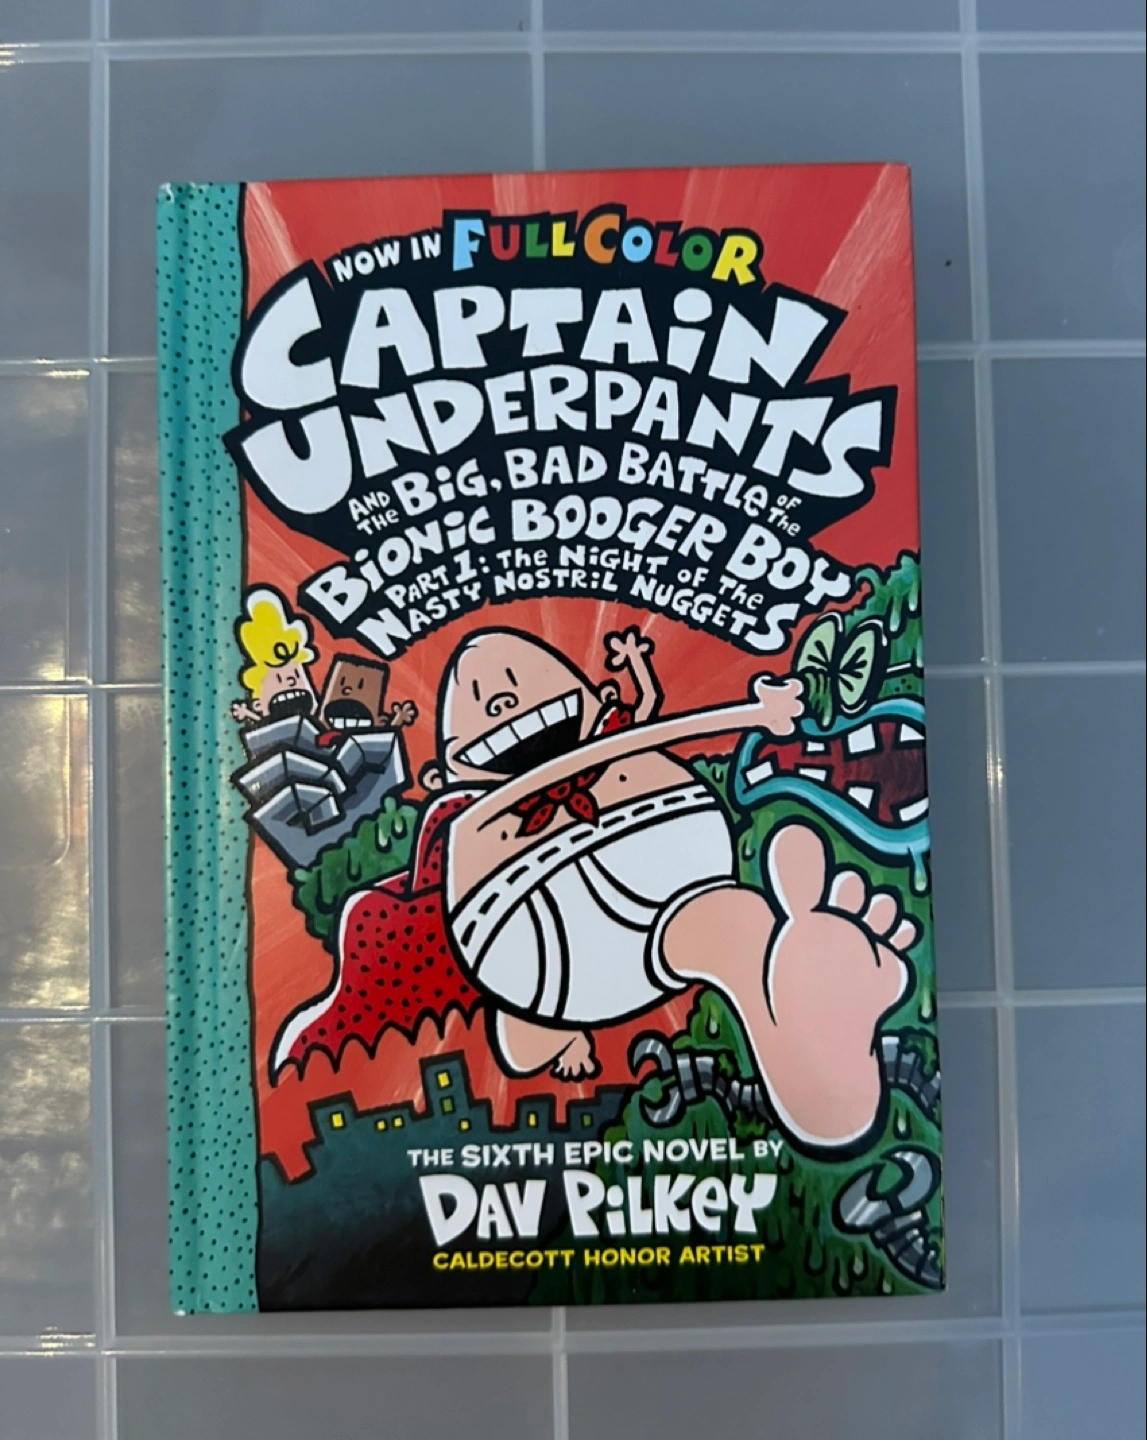 NOW IN FULL COLOR
CAPTAIN
UNDERPANTS
AND THE BIG, BAD BATTLE OF THE
BIONIC BOOGER BOY
PART 1: THE NIGHT OF THE
NASTY NOSTRIL NUGGETS
THE SIXTH EPIC NOVEL BY
DAV PILKEY
CALDECOTT HONOR ARTIST